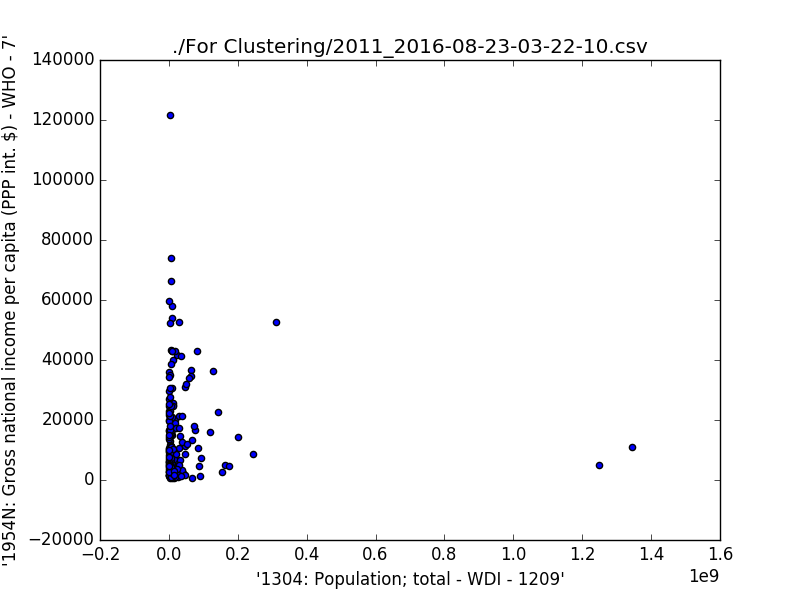 ./For Clustering/2011_2016-08-23-03-22-10.csv
'1954N: Gross national income per capita (PPP int. $) - WHO - 7'
140000
120000
100000
80000
60000
40000
20000
0
−20000
−0.2 0.0 0.2 0.4 0.6 0.8 1.0 1.2 1.4 1.6
1e9
'1304: Population; total - WDI - 1209'